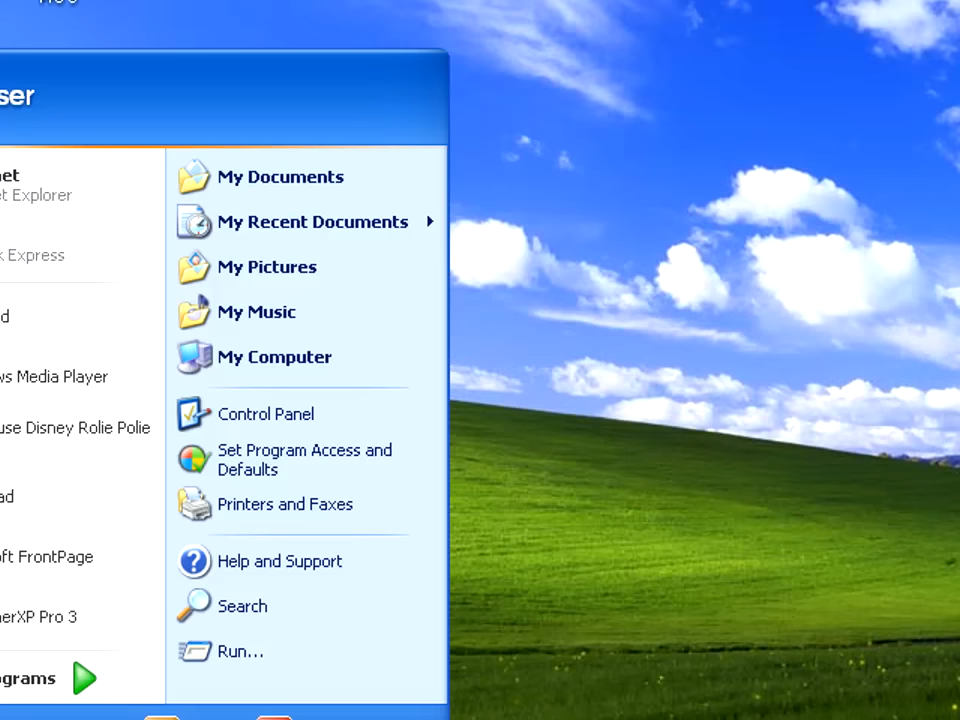 ser
et
t Explorer
My Documents
My Recent Documents
k Express
My Pictures
d
My Music
ws Media Player
My Computer
use Disney Rolie Polie
Control Panel
Set Program Access and
Defaults
ad
Printers and Faxes
oft FrontPage
Help and Support
nerXP Pro 3
Search
Run...
ograms